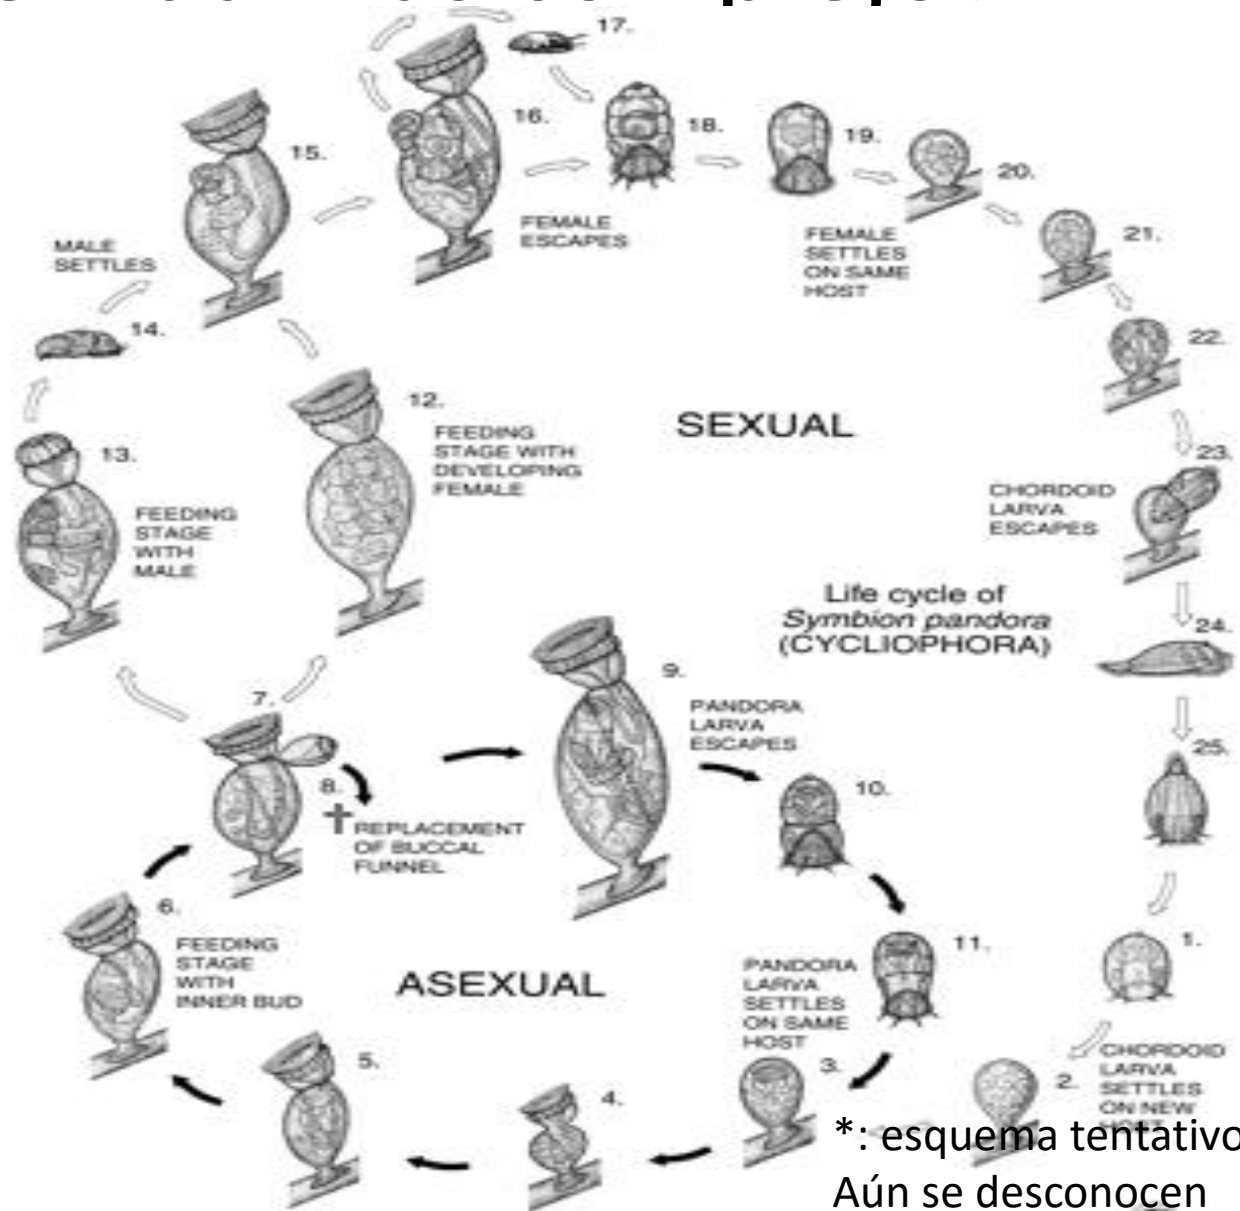 17.
16.
18.
15.
19.
20.
FEMALE
ESCAPES
FEMALE
SETTLES
ON SAME
HOST
21.
MALE
SETTLES
14.
22.
12.
SEXUAL
FEEDING
STAGE WITH
DEVELOPING
FEMALE
13.
23.
CHORDOID
LARVA
ESCAPES
FEEDING
STAGE
WITH
MALE
Life cycle of
Symbion pandora
(CYCLIOPHORA)
24.
9.
7.
PANDORA
LARVA
ESCAPES
25.
8.
10.
†REPLACEMENT
OF BUCCAL
FUNNEL
6.
FEEDING
STAGE
WITH
INNER BUD
11.
1.
ASEXUAL
PANDORA
LARVA
SETTLES
ON SAME
HOST
5.
3.
2.
CHORDOID
LARVA
SETTLES
ON NEW
HOST
4.
*: esquema tentativo
Aún se desconocen